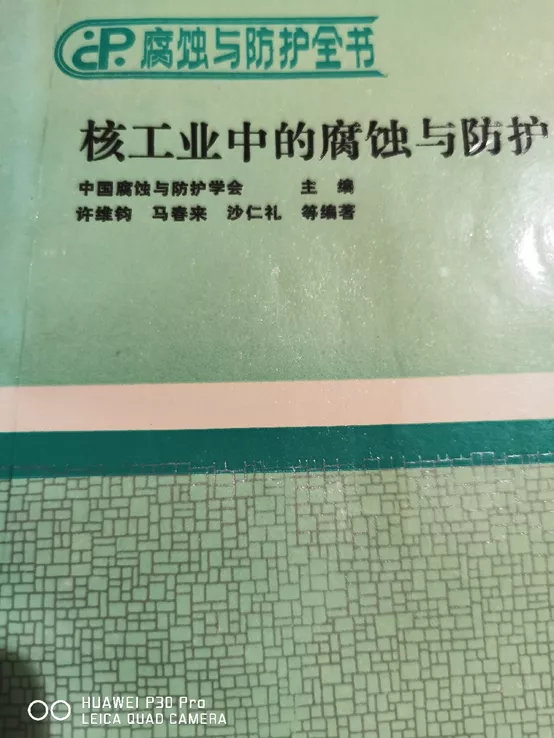 CP 腐蚀与防护全书
核工业中的腐蚀与防护
中国腐蚀与防护学会 主 编
许维钧 马春来 沙仁礼 等编著
HUAWEI P30 Pro
LEICA QUAD CAMERA